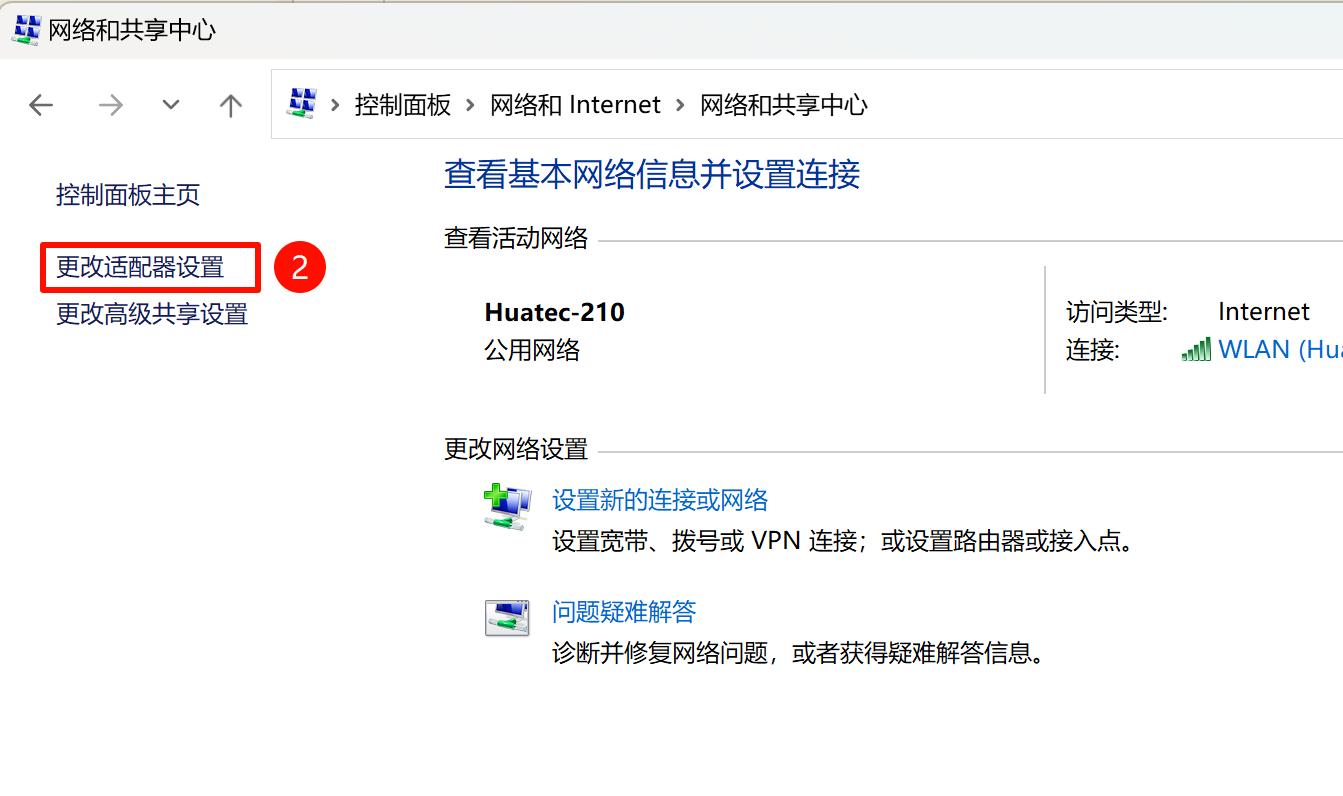 网络和共享中心
控制面板 > 网络和 Internet > 网络和共享中心
控制面板主页
更改适配器设置 2
更改高级共享设置
查看基本网络信息并设置连接
查看活动网络
Huatec-210
公用网络
访问类型: Internet
连接: WLAN (Hua
更改网络设置
设置新的连接或网络
设置宽带、拨号或 VPN 连接；或设置路由器或接入点。
问题疑难解答
诊断并修复网络问题，或者获得疑难解答信息。